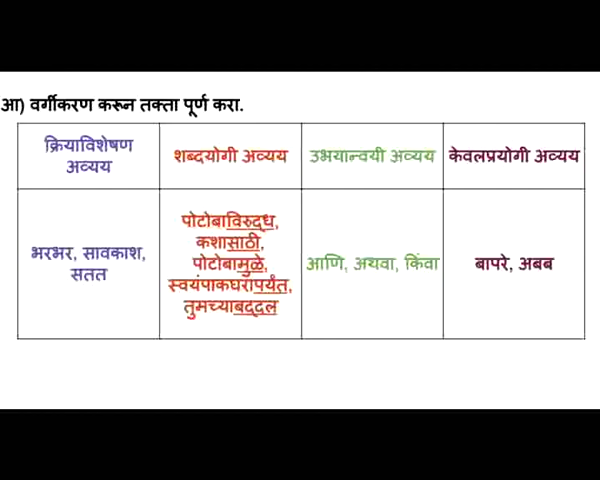 आ) वर्गीकरण करून तक्ता पूर्ण करा.
क्रियाविशेषण
अव्यय
शब्दयोगी अव्यय
उभयान्वयी अव्यय
केवलप्रयोगी अव्यय
भरभर, सावकाश,
सतत
पोटोबाविरुद्ध,
कशासाठी,
पोटोबामुळे,
स्वयंपाकघरापर्यंत,
तुमच्याबद्दल
आणि, अथवा, किंवा
बापरे, अबब